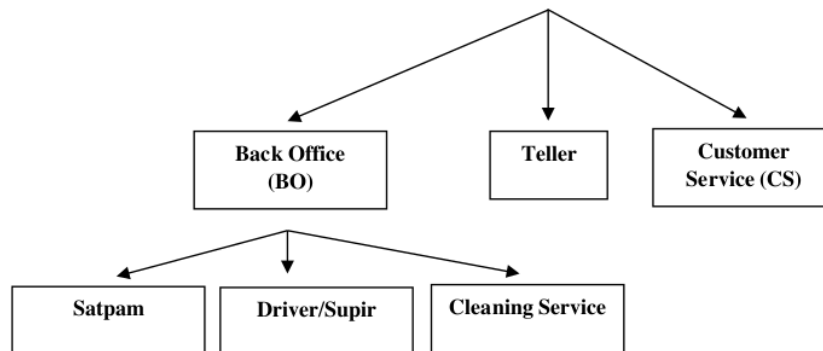 Back Office
(BO)
Teller
Customer
Service (CS)
Satpam
Driver/Supir
Cleaning Service